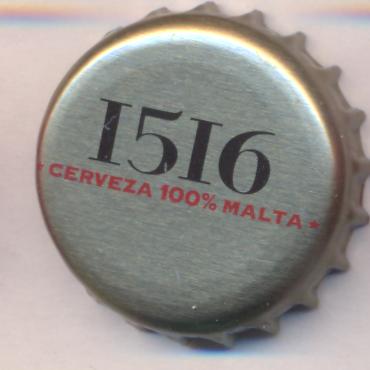 1516
★ CERVEZA 100% MALTA ★